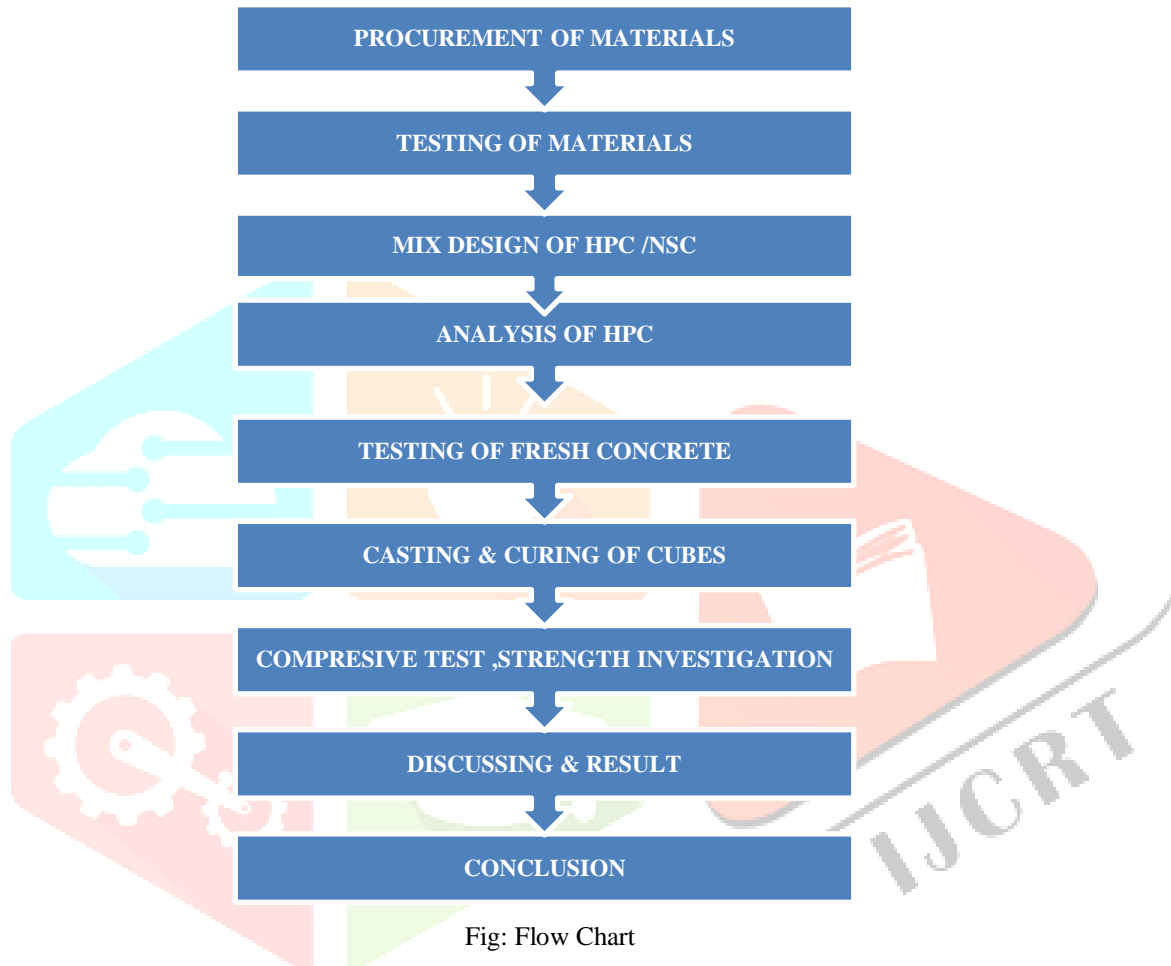 PROCUREMENT OF MATERIALS
TESTING OF MATERIALS
MIX DESIGN OF HPC /NSC
ANALYSIS OF HPC
TESTING OF FRESH CONCRETE
CASTING & CURING OF CUBES
COMPRESIVE TEST ,STRENGTH INVESTIGATION
DISCUSSING & RESULT
CONCLUSION
IJCRT
Fig: Flow Chart